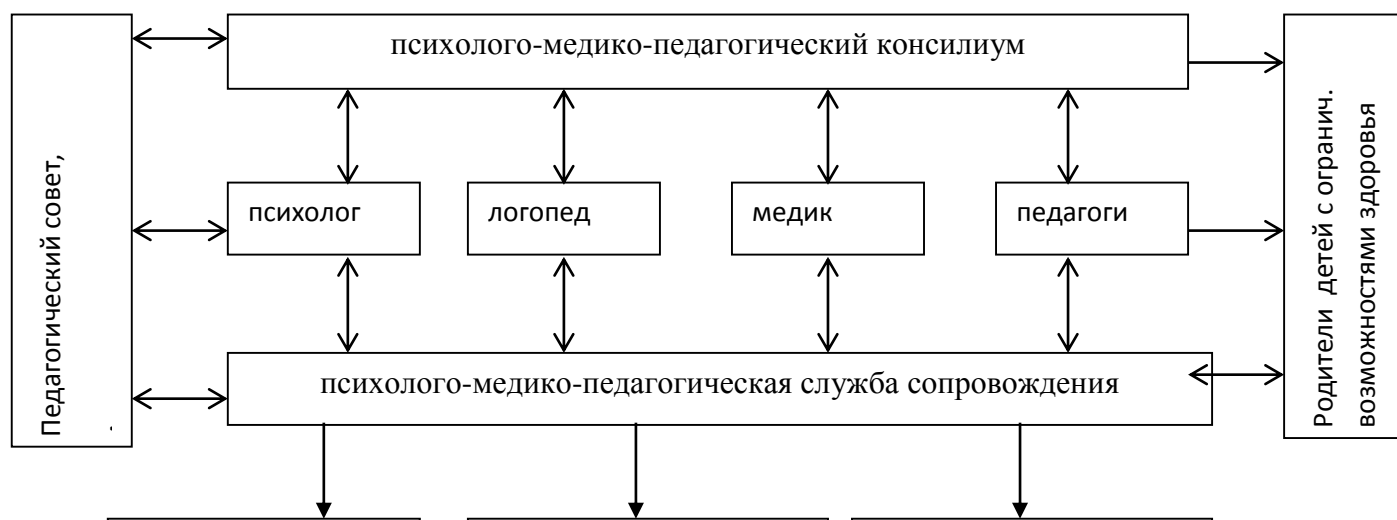 психолого-медико-педагогический консилиум
Педагогический совет,
психолог
логопед
медик
педагоги
Родители детей с огранич.
возможностями здоровья
психолого-медико-педагогическая служба сопровождения